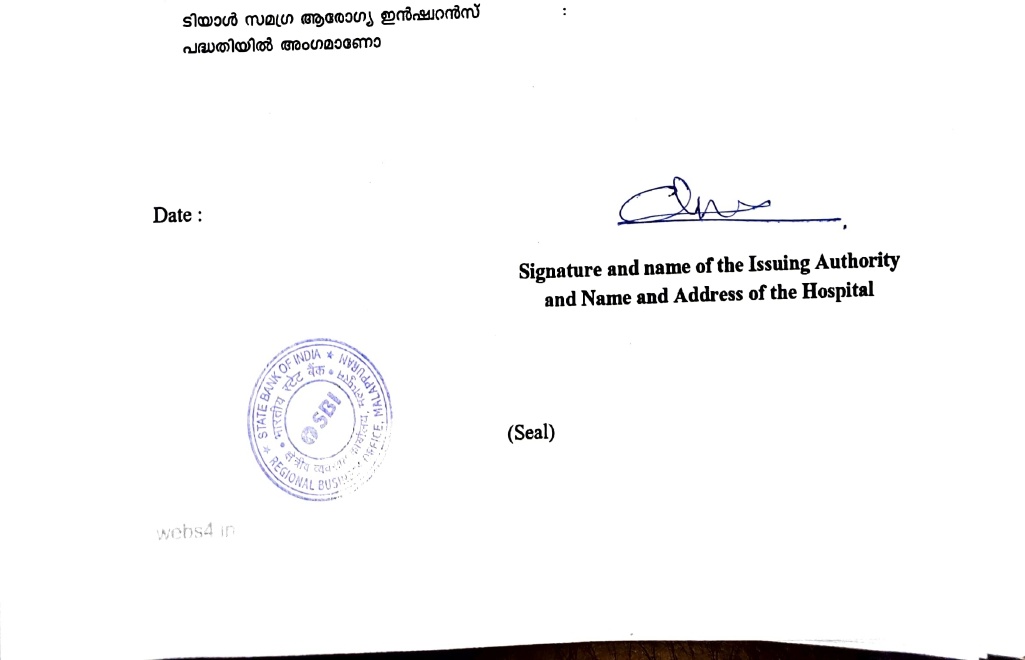 ടിയാൾ സമഗ്ര ആരോഗ്യ ഇൻഷ്വറൻസ് :
പദ്ധതിയിൽ അംഗമാണോ
Date :
Signature and name of the Issuing Authority
and Name and Address of the Hospital
★ STATE BANK OF INDIA ★
REGIONAL BUSINESS OFFICE, MALAPPURAM
भारतीय स्टेट बैंक
क्षेत्रीय कार्यालय,
SBI
(Seal)
webs4.in